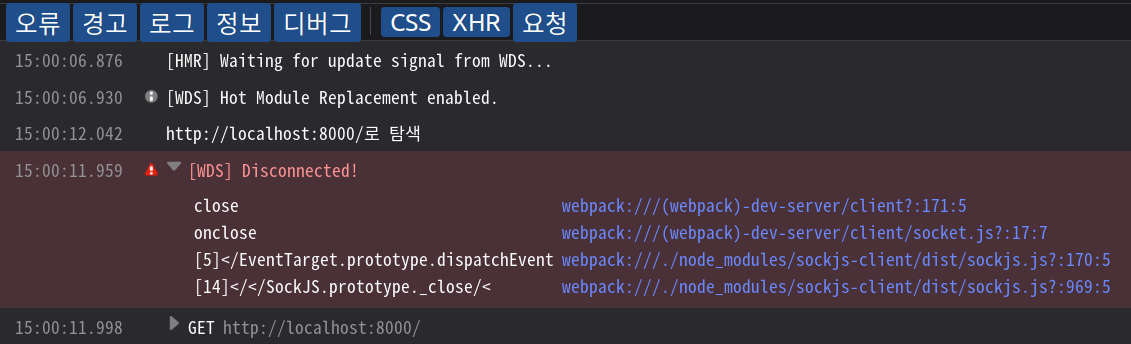 오류 경고 로그 정보 디버그 CSS XHR 요청
15:00:06.876 [HMR] Waiting for update signal from WDS...
15:00:06.930 [WDS] Hot Module Replacement enabled.
15:00:12.042 http://localhost:8000/로 탐색
15:00:11.959 [WDS] Disconnected!
close webpack:///(webpack)-dev-server/client?:171:5
onclose webpack:///(webpack)-dev-server/client/socket.js?:17:7
[5]</EventTarget.prototype.dispatchEvent webpack:///./node_modules/sockjs-client/dist/sockjs.js?:170:5
[14]</</SockJS.prototype._close/< webpack:///./node_modules/sockjs-client/dist/sockjs.js?:969:5
15:00:11.998 GET http://localhost:8000/